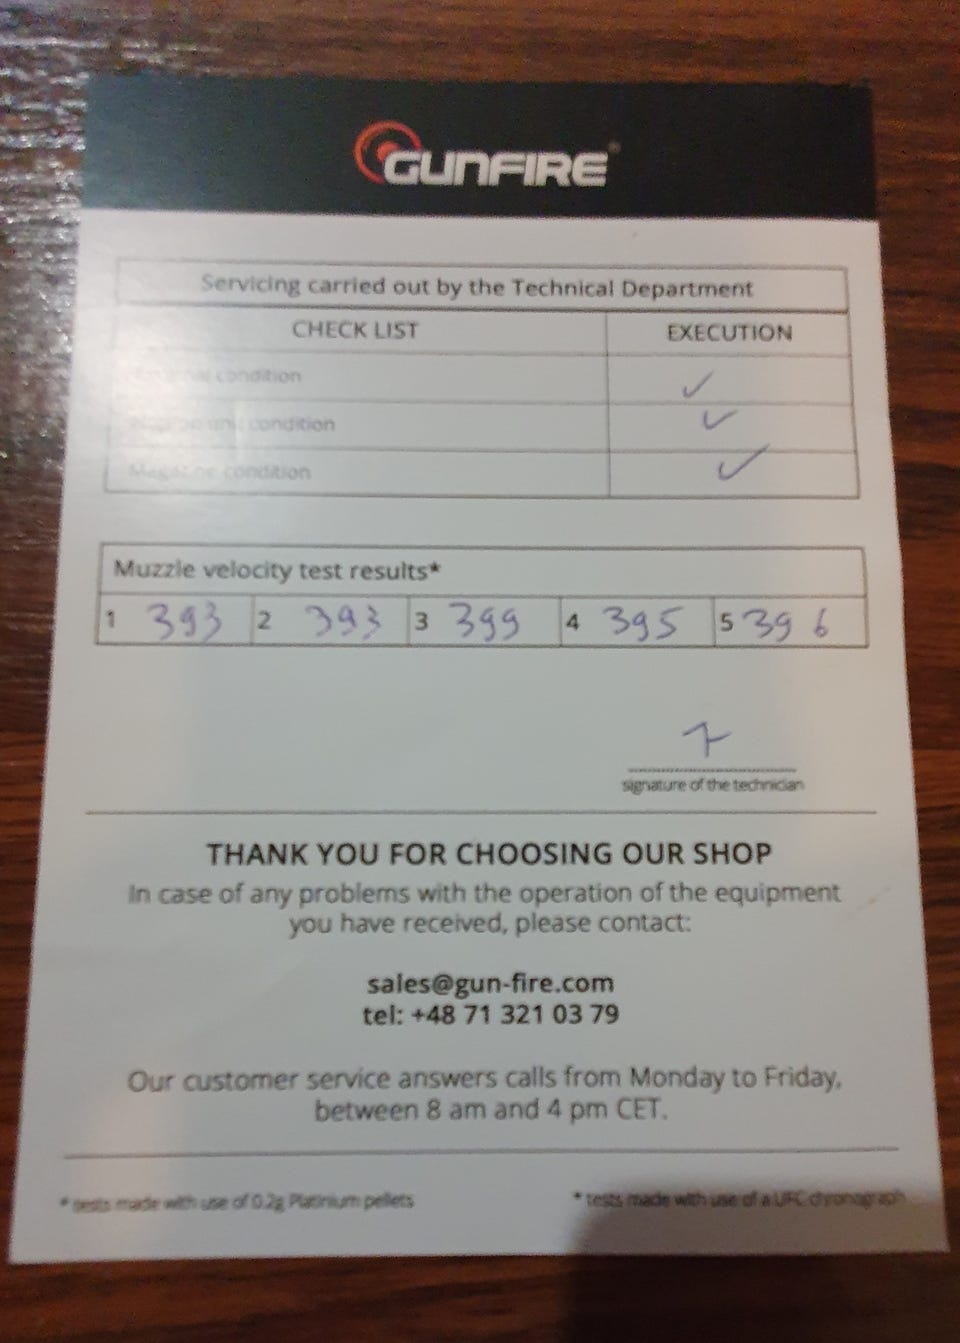 GUNFIRE®
Servicing carried out by the Technical Department
CHECK LIST EXECUTION
condition ✓
condition ✓
Magazine condition ✓
Muzzle velocity test results*
1 393 2 393 3 399 4 395 5 396
signature of the technician
THANK YOU FOR CHOOSING OUR SHOP
In case of any problems with the operation of the equipment
you have received, please contact:
sales@gun-fire.com
tel: +48 71 321 03 79
Our customer service answers calls from Monday to Friday,
between 8 am and 4 pm CET.
* tests made with use of 0.2g Platinium pellets * tests made with use of a UFC chronograph